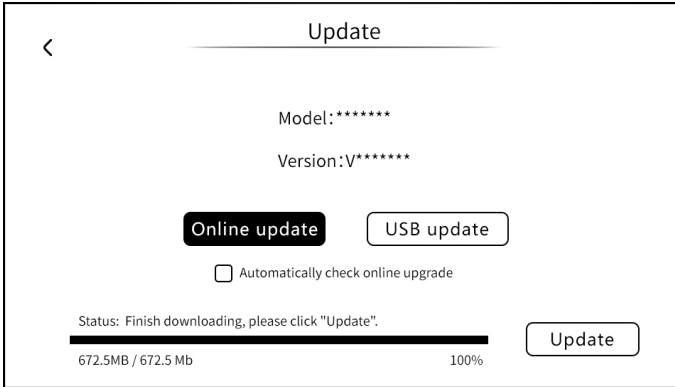 Update
Model:*******
Version:V*******
Online update USB update
Automatically check online upgrade
Status: Finish downloading, please click "Update".
Update
672.5MB / 672.5 Mb 100%